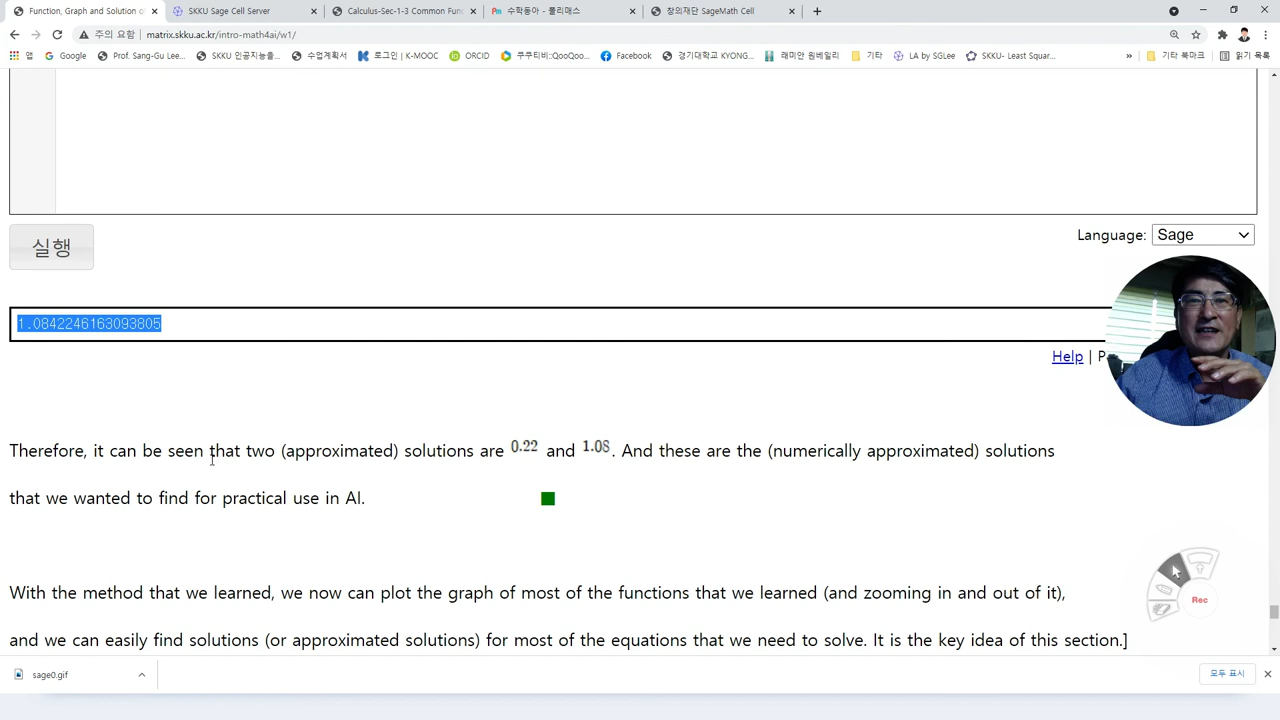 Function, Graph and Solution o
SKKU Sage Cell Server
Calculus-Sec-1-3 Common Func
수학동아 - 폴리매스
창의재단 SageMath Cell
주의 요함 | matrix.skku.ac.kr/intro-math4ai/w1/
앱 Google Prof. Sang-Gu Lee... SKKU 인공지능을... 수업계획서 로그인 | K-MOOC ORCID 쿠쿠티비::QooQoo... Facebook 경기대학교 KYONG... 래미안 원베일리 기타 LA by SGLee SKKU- Least Squar... » 기타 북마크 읽기 목록
실행
Language: Sage
1.0842246163093805
Help | P
Therefore, it can be seen that two (approximated) solutions are 0.22 and 1.08. And these are the (numerically approximated) solutions
that we wanted to find for practical use in AI.
With the method that we learned, we now can plot the graph of most of the functions that we learned (and zooming in and out of it),
Rec
and we can easily find solutions (or approximated solutions) for most of the equations that we need to solve. It is the key idea of this section.]
sage0.gif
모두 표시